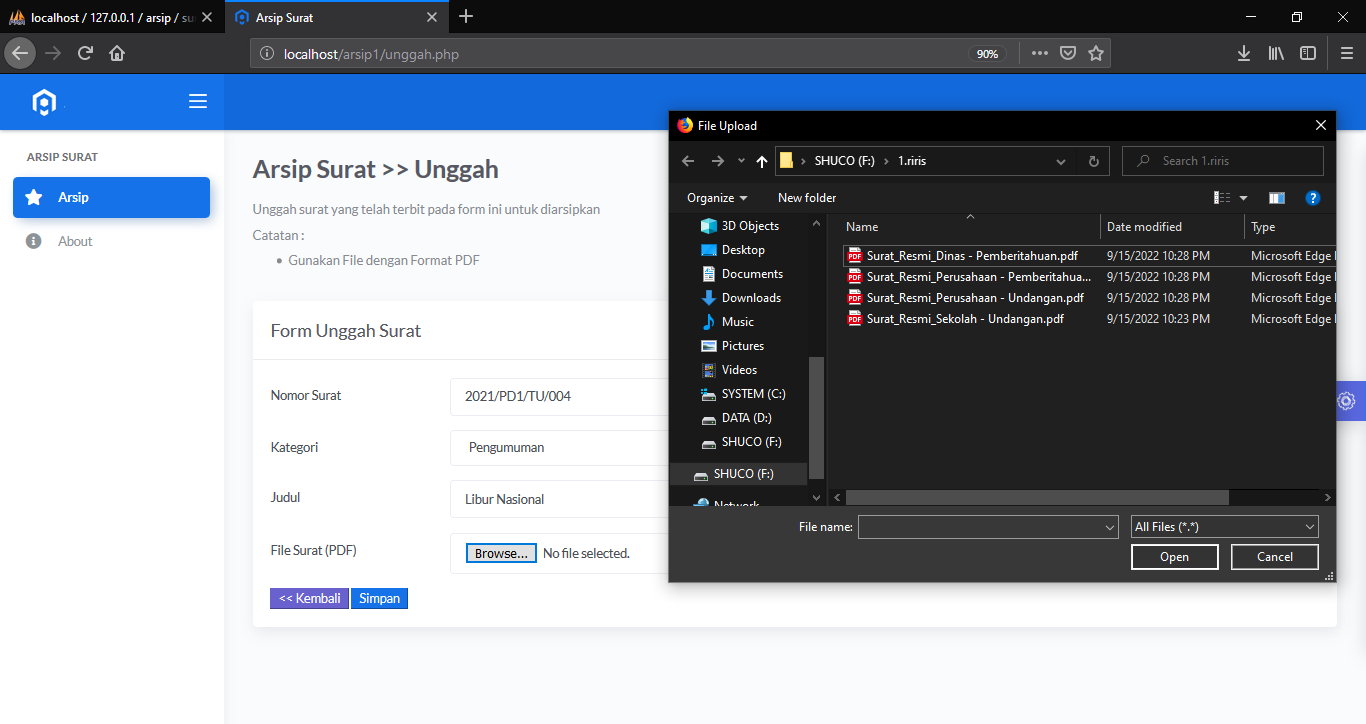 localhost / 127.0.0.1 / arsip / su
Arsip Surat
localhost/arsip1/unggah.php
90%
ARSIP SURAT
Arsip
About
Arsip Surat >> Unggah
Unggah surat yang telah terbit pada form ini untuk diarsipkan
Catatan :
• Gunakan File dengan Format PDF
Form Unggah Surat
Nomor Surat
2021/PD1/TU/004
Kategori
Pengumuman
Judul
Libur Nasional
File Surat (PDF)
Browse... No file selected.
<< Kembali
Simpan
File Upload
SHUCO (F:) › 1.riris
Search 1.riris
Organize
New folder
3D Objects
Desktop
Documents
Downloads
Music
Pictures
Videos
SYSTEM (C:)
DATA (D:)
SHUCO (F:)
SHUCO (F:)
Network
Name Date modified Type
Surat_Resmi_Dinas - Pemberitahuan.pdf 9/15/2022 10:28 PM Microsoft Edge
Surat_Resmi_Perusahaan - Pemberitahua... 9/15/2022 10:28 PM Microsoft Edge
Surat_Resmi_Perusahaan - Undangan.pdf 9/15/2022 10:28 PM Microsoft Edge
Surat_Resmi_Sekolah - Undangan.pdf 9/15/2022 10:23 PM Microsoft Edge
File name:
All Files (*.*)
Open
Cancel